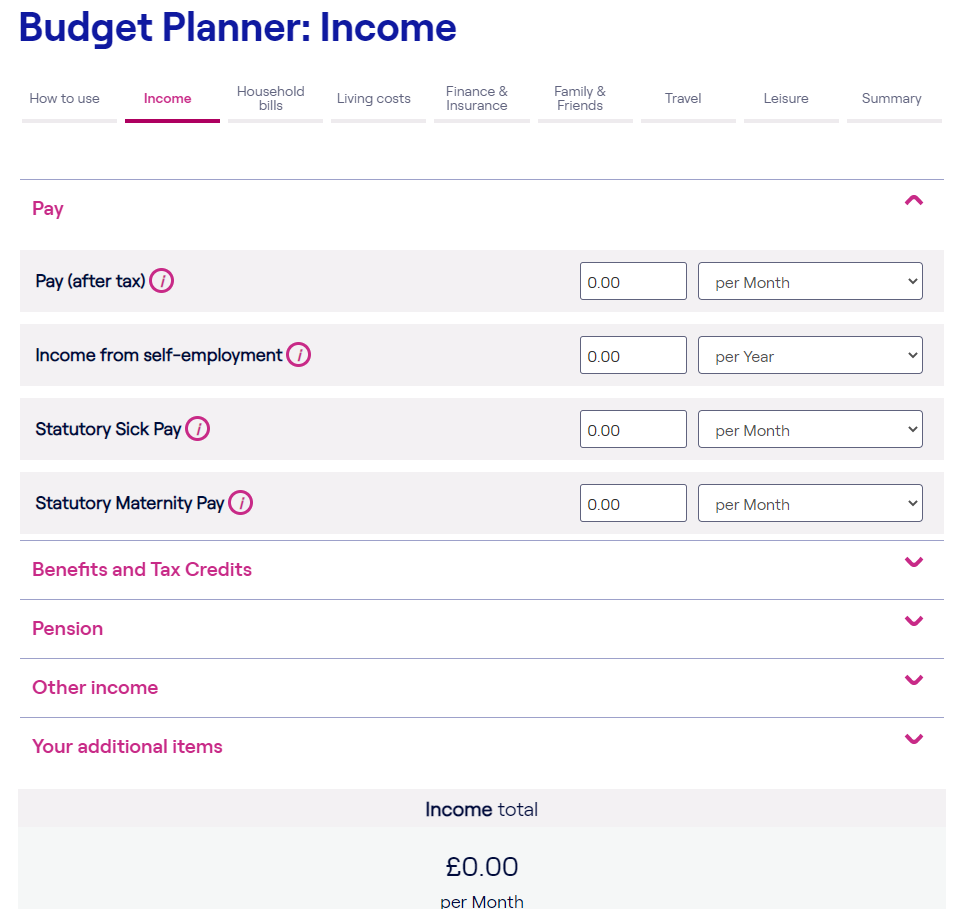 Budget Planner: Income
How to use
Income
Household
bills
Living costs
Finance &
Insurance
Family &
Friends
Travel
Leisure
Summary
Pay
Pay (after tax) i 0.00 per Month
Income from self-employment i 0.00 per Year
Statutory Sick Pay i 0.00 per Month
Statutory Maternity Pay i 0.00 per Month
Benefits and Tax Credits
Pension
Other income
Your additional items
Income total
£0.00
per Month